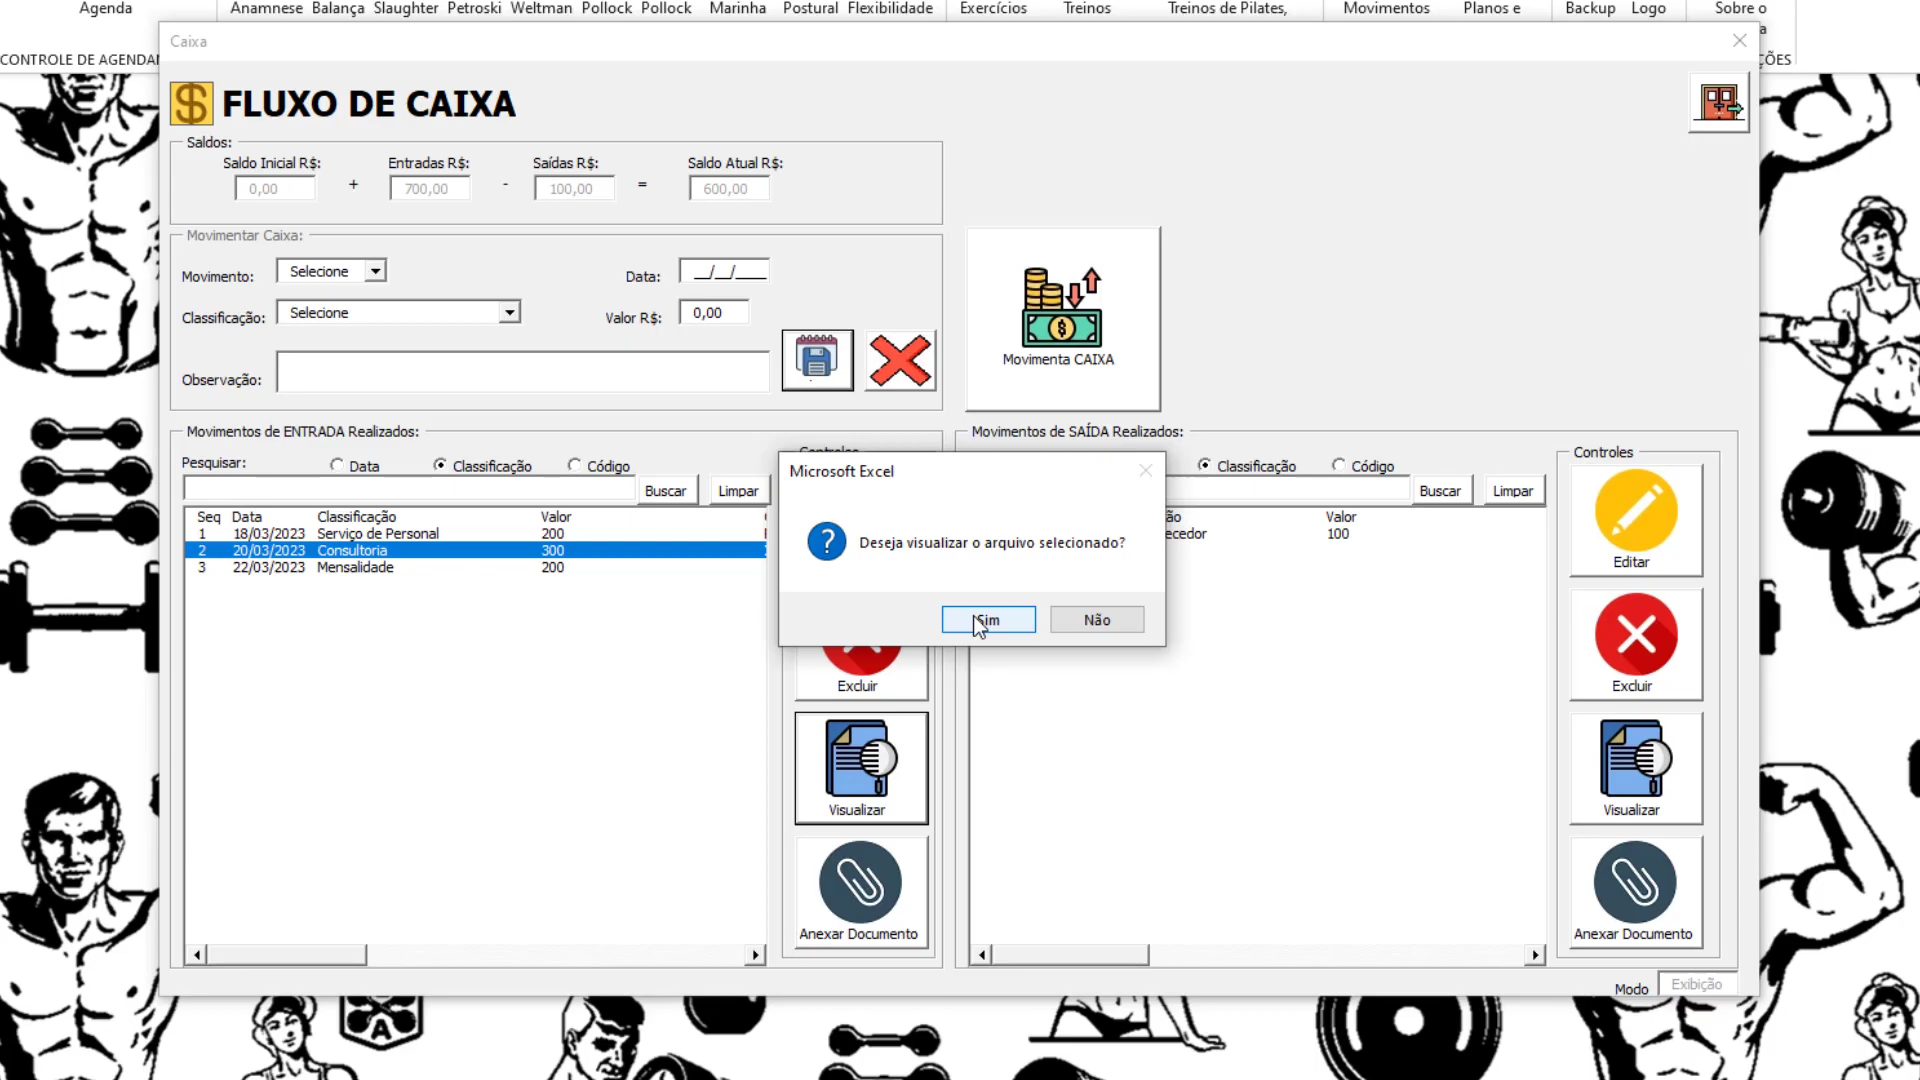 Agenda Anamnese Balança Slaughter Petroski Weltman Pollock Pollock Marinha Postural Flexibilidade Exercícios Treinos Treinos de Pilates, Movimentos Planos e Backup Logo Sobre o
CONTROLE DE AGENDA
ÇÕES
Caixa
$ FLUXO DE CAIXA
Saldos:
Saldo Inicial R$: Entradas R$: Saídas R$: Saldo Atual R$:
0,00 + 700,00 - 100,00 = 600,00
Movimentar Caixa:
Movimento: Selecione Data: __/__/____
Classificação: Selecione Valor R$: 0,00
Observação:
Movimenta CAIXA
Movimentos de ENTRADA Realizados:
Pesquisar: Data Classificação Código
Buscar Limpar
Seq Data Classificação Valor
1 18/03/2023 Serviço de Personal 200
2 20/03/2023 Consultoria 300
3 22/03/2023 Mensalidade 200
Excluir
Visualizar
Anexar Documento
Microsoft Excel
Deseja visualizar o arquivo selecionado?
Sim Não
Movimentos de SAÍDA Realizados:
Classificação Código
Buscar Limpar
ão Valor
ecedor 100
Controles
Editar
Excluir
Visualizar
Anexar Documento
Modo Exibição